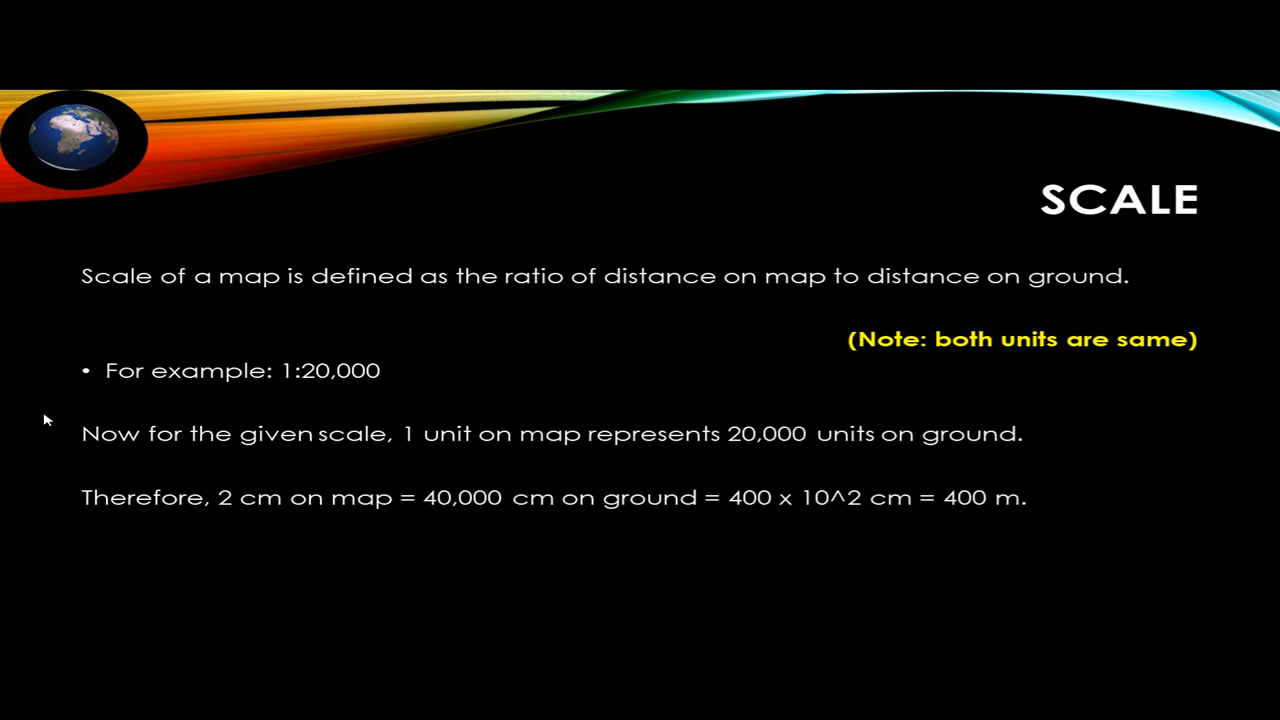 SCALE
Scale of a map is defined as the ratio of distance on map to distance on ground.
(Note: both units are same)
• For example: 1:20,000
Now for the given scale, 1 unit on map represents 20,000 units on ground.
Therefore, 2 cm on map = 40,000 cm on ground = 400 x 10^2 cm = 400 m.